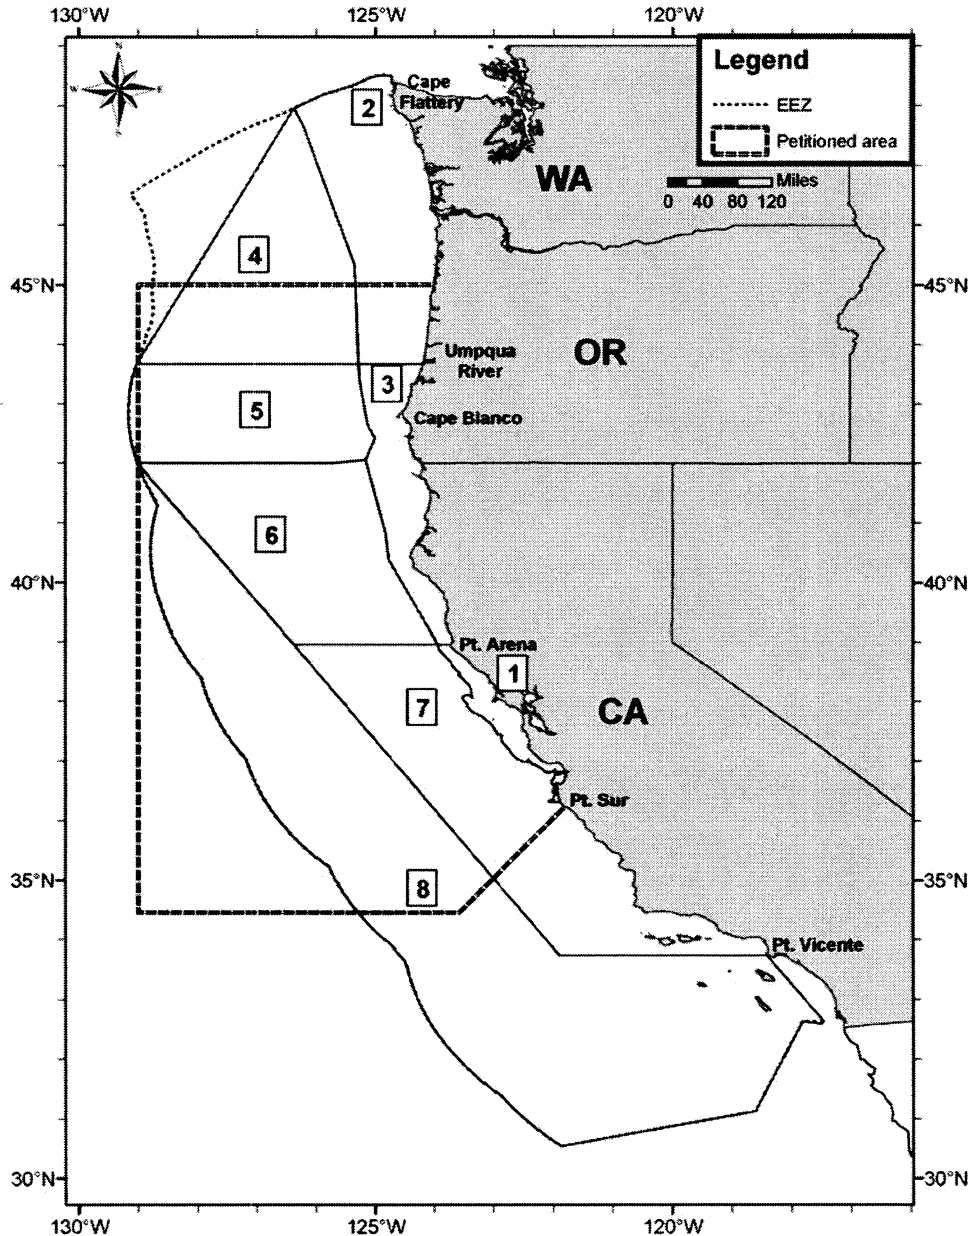 130°W 125°W 120°W
N
W E
S
Legend
EEZ
Petitioned area
Miles
0 40 80 120
Cape
Flattery
2
WA
4
45°N 45°N
Umpqua
River
OR
3
5
Cape Blanco
6
40°N 40°N
Pt. Arena
1
7
CA
Pt. Sur
35°N 35°N
8
Pt. Vicente
30°N 30°N
130°W 125°W 120°W